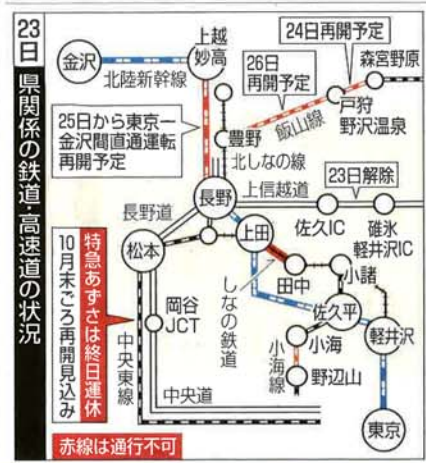 23日
県関係の鉄道・高速道の状況
金沢
北陸新幹線
上越
妙高
24日再開予定
森宮野原
26日
再開予定
戸狩
野沢温泉
飯山線
25日から東京ー
金沢間直通運転
再開予定
豊野
北しなの線
長野
上信越道
23日解除
長野道
松本
上田
佐久IC
碓氷
軽井沢IC
特急あずさは終日運休
10月末ごろ再開見込み
岡谷
JCT
しなの鉄道
田中
小諸
佐久平
軽井沢
小海
小海線
野辺山
中央東線
中央道
東京
赤線は通行不可